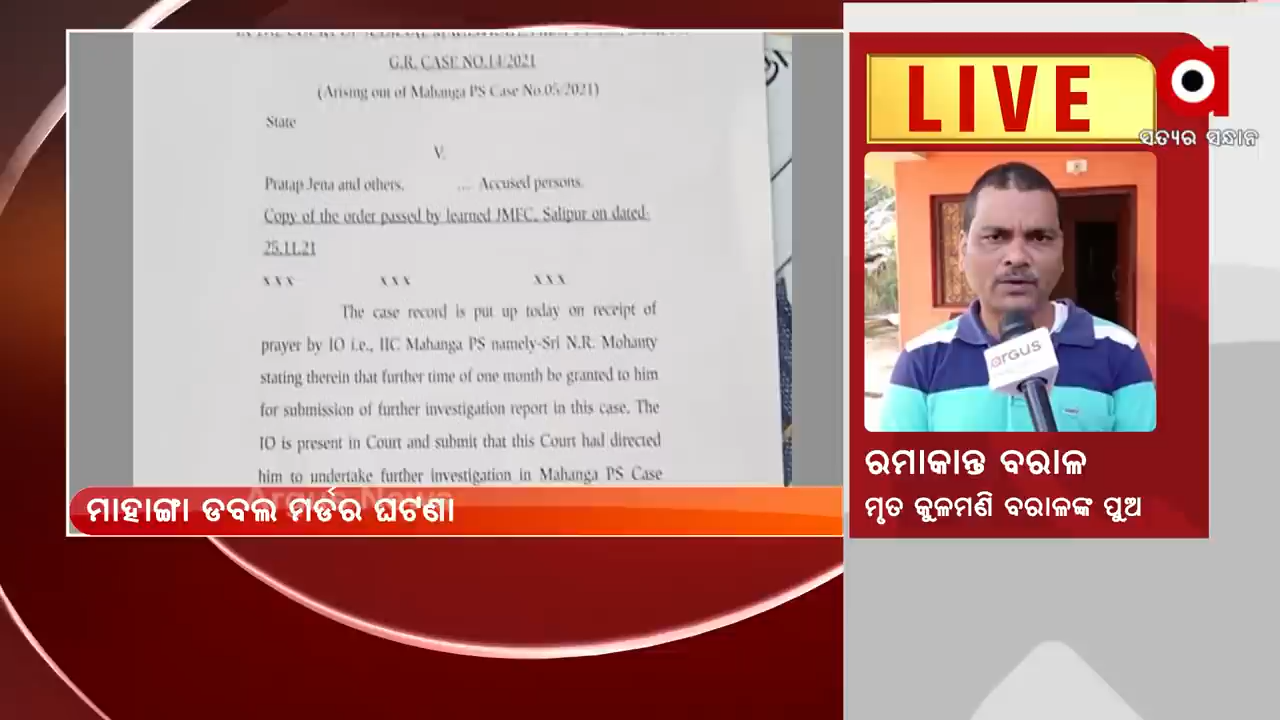 G.R. CASE NO.14/2021
(Arising out of Mahanga PS Case No.05/2021)
State
V.
Pratap Jena and others. ... Accused persons.
Copy of the order passed by learned JMFC, Salipur on dated.
25.11.21
x x x x x x x x x
The case record is put up today on receipt of
prayer by IO i.e., IIC Mahanga PS namely-Sri N.R. Mohanty
stating therein that further time of one month be granted to him
for submission of further investigation report in this case. The
IO is present in Court and submit that this Court had directed
him to undertake further investigation in Mahanga PS Case
Argus News
ମାହାଙ୍ଗା ଡବଲ ମର୍ଡର ଘଟଣା
LIVE
ସତ୍ୟର ସନ୍ଧାନ
argus
ରମାକାନ୍ତ ବରାଳ
ମୃତ କୁଳମଣି ବରାଳଙ୍କ ପୁଅ